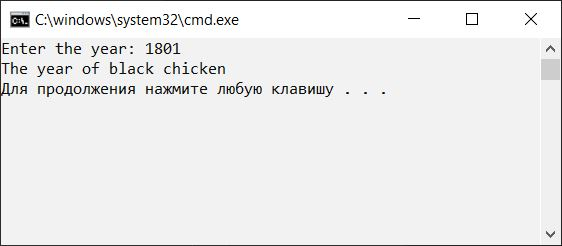 C:\windows\system32\cmd.exe
Enter the year: 1801
The year of black chicken
Для продолжения нажмите любую клавишу . . .